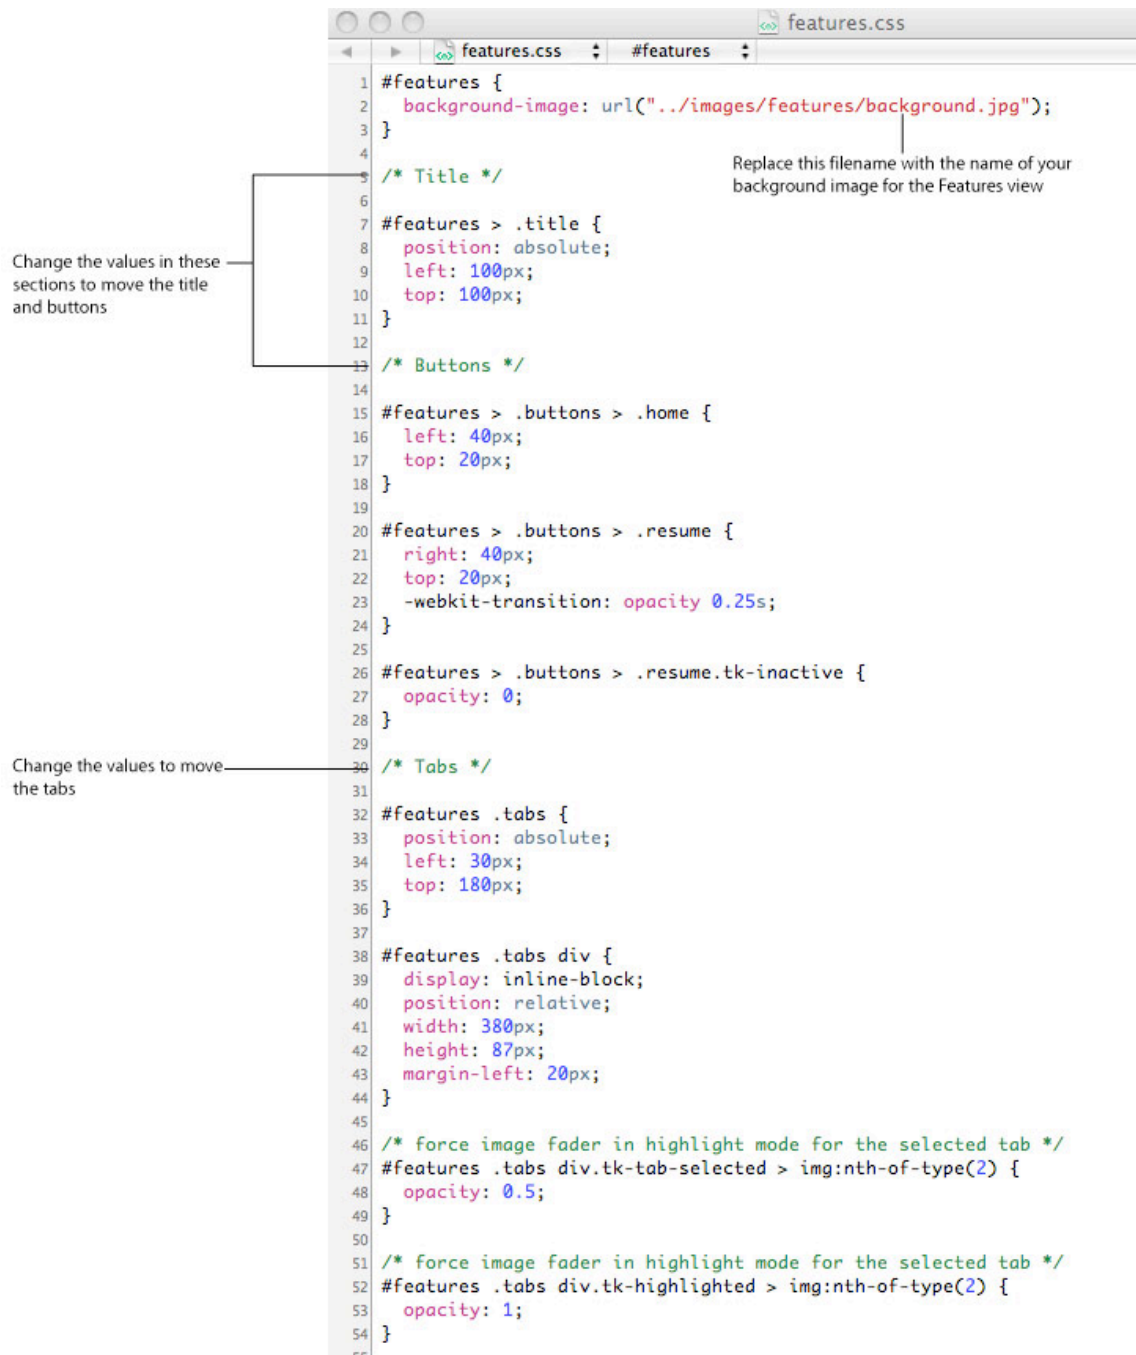 features.css
features.css #features
1 #features {
2 background-image: url("../images/features/background.jpg");
3 }
4
Replace this filename with the name of your
background image for the Features view
5 /* Title */
6
7 #features > .title {
8 position: absolute;
Change the values in these
sections to move the title
and buttons
9 left: 100px;
10 top: 100px;
11 }
12
13 /* Buttons */
14
15 #features > .buttons > .home {
16 left: 40px;
17 top: 20px;
18 }
19
20 #features > .buttons > .resume {
21 right: 40px;
22 top: 20px;
23 -webkit-transition: opacity 0.25s;
24 }
25
26 #features > .buttons > .resume.tk-inactive {
27 opacity: 0;
28 }
29
Change the values to move
the tabs
30 /* Tabs */
31
32 #features .tabs {
33 position: absolute;
34 left: 30px;
35 top: 180px;
36 }
37
38 #features .tabs div {
39 display: inline-block;
40 position: relative;
41 width: 380px;
42 height: 87px;
43 margin-left: 20px;
44 }
45
46 /* force image fader in highlight mode for the selected tab */
47 #features .tabs div.tk-tab-selected > img:nth-of-type(2) {
48 opacity: 0.5;
49 }
50
51 /* force image fader in highlight mode for the selected tab */
52 #features .tabs div.tk-highlighted > img:nth-of-type(2) {
53 opacity: 1;
54 }